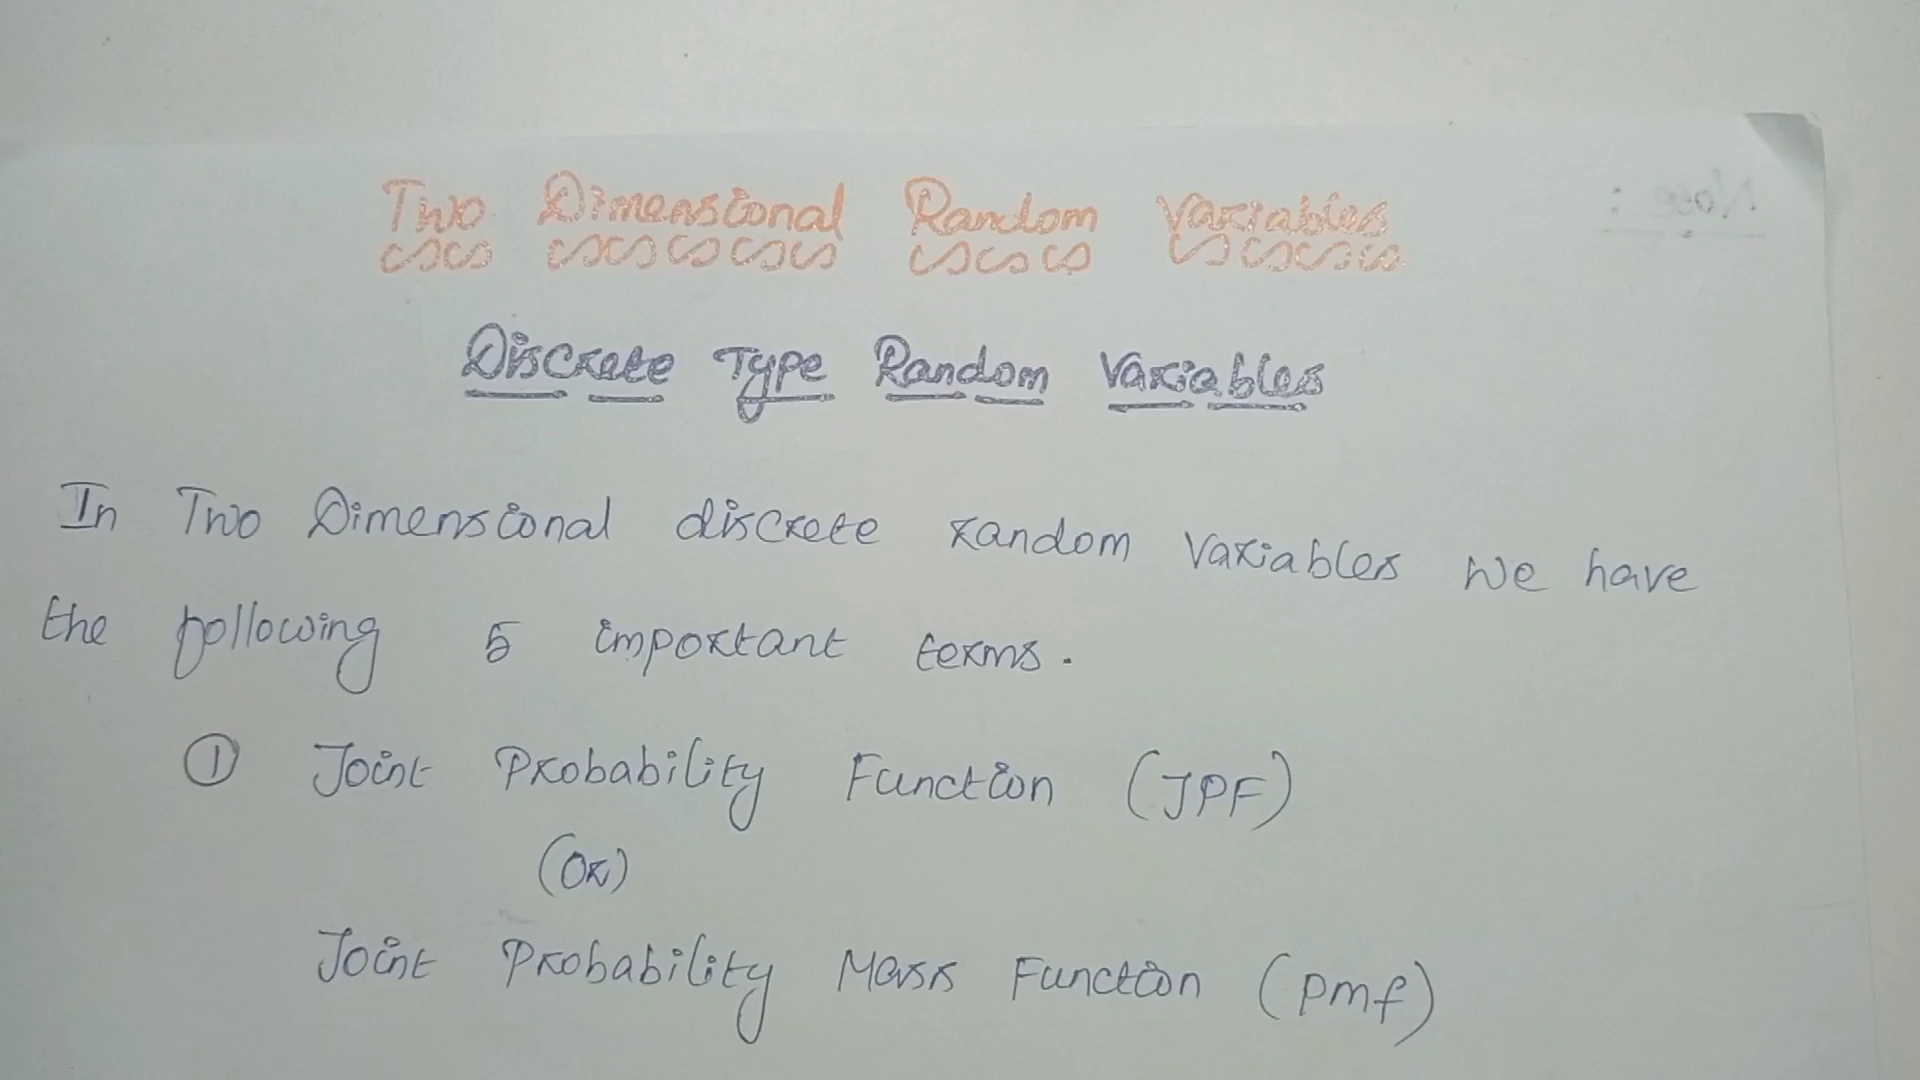 Two Dimensional Random Variables
Note:
Discrete Type Random Variables
In Two Dimensional discrete random Variables we have
the following 5 important terms.
① Joint Probability Function (JPF)
(Or)
Joint Probability Mass Function (pmf)